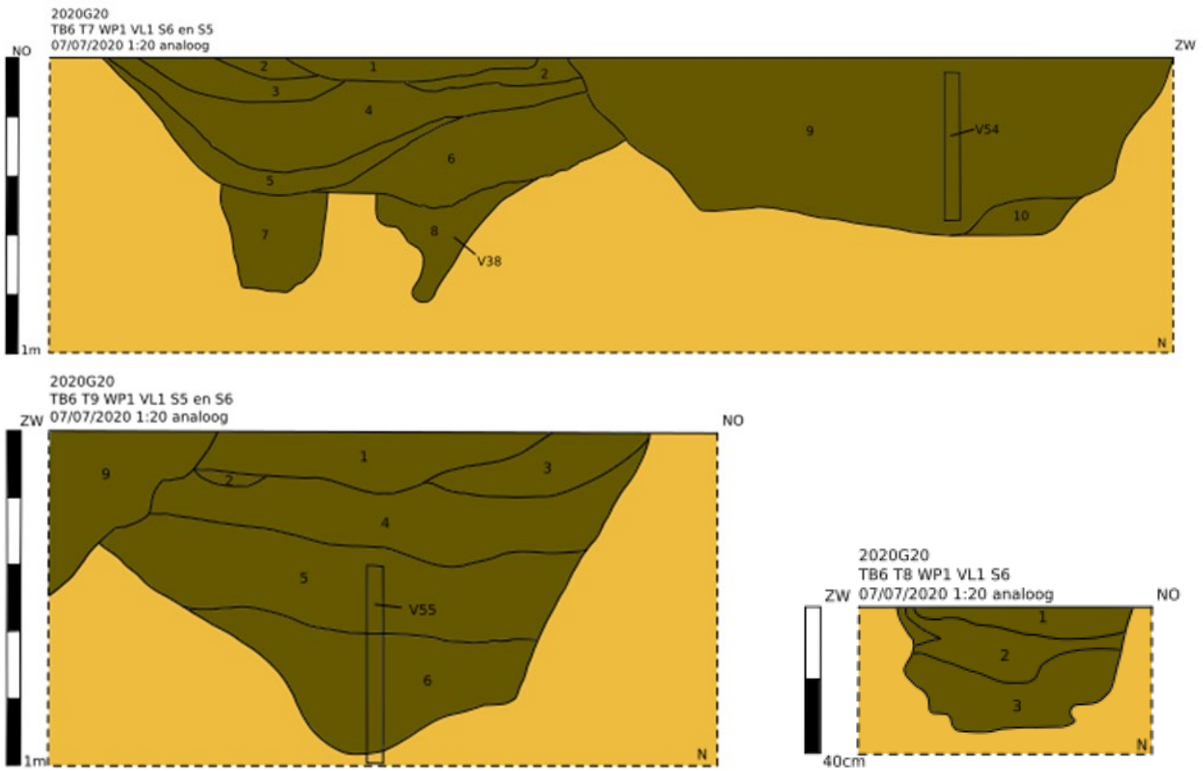 2020G20
TB6 T7 WP1 VL1 S6 en S5
07/07/2020 1:20 analoog
NO
ZW
2
1
2
3
4
9
V54
6
5
10
7
8
V38
N
1m
2020G20
TB6 T9 WP1 VL1 S5 en S6
07/07/2020 1:20 analoog
ZW
NO
1
3
9
2
4
5
V55
6
N
1m
2020G20
TB6 T8 WP1 VL1 S6
07/07/2020 1:20 analoog
ZW
NO
1
2
3
N
40cm